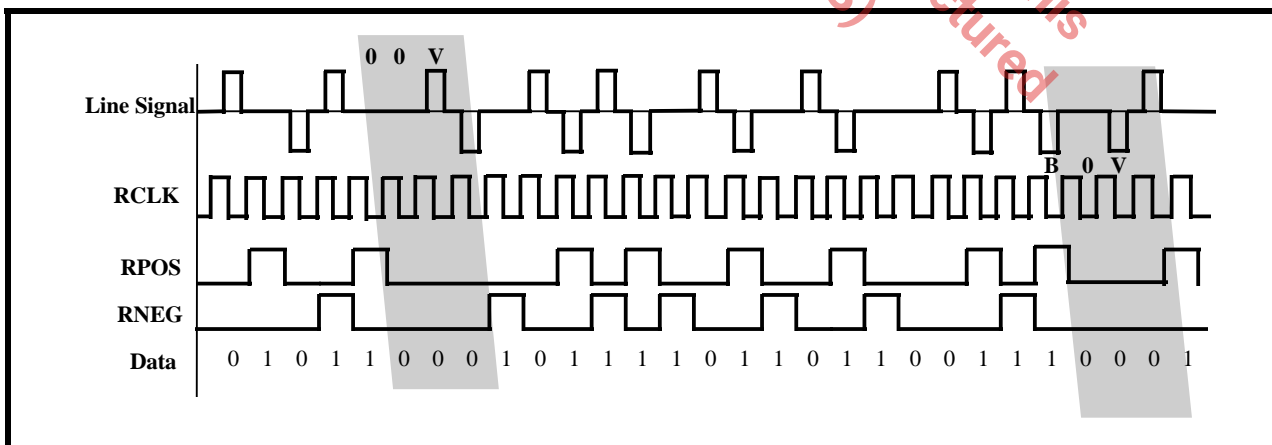 his
s)
ctured
0 0 V
Line Signal
B 0 V
RCLK
RPOS
RNEG
Data 0 1 0 1 1 0 0 0 1 0 1 1 1 1 0 1 1 0 1 1 0 0 1 1 1 0 0 0 1